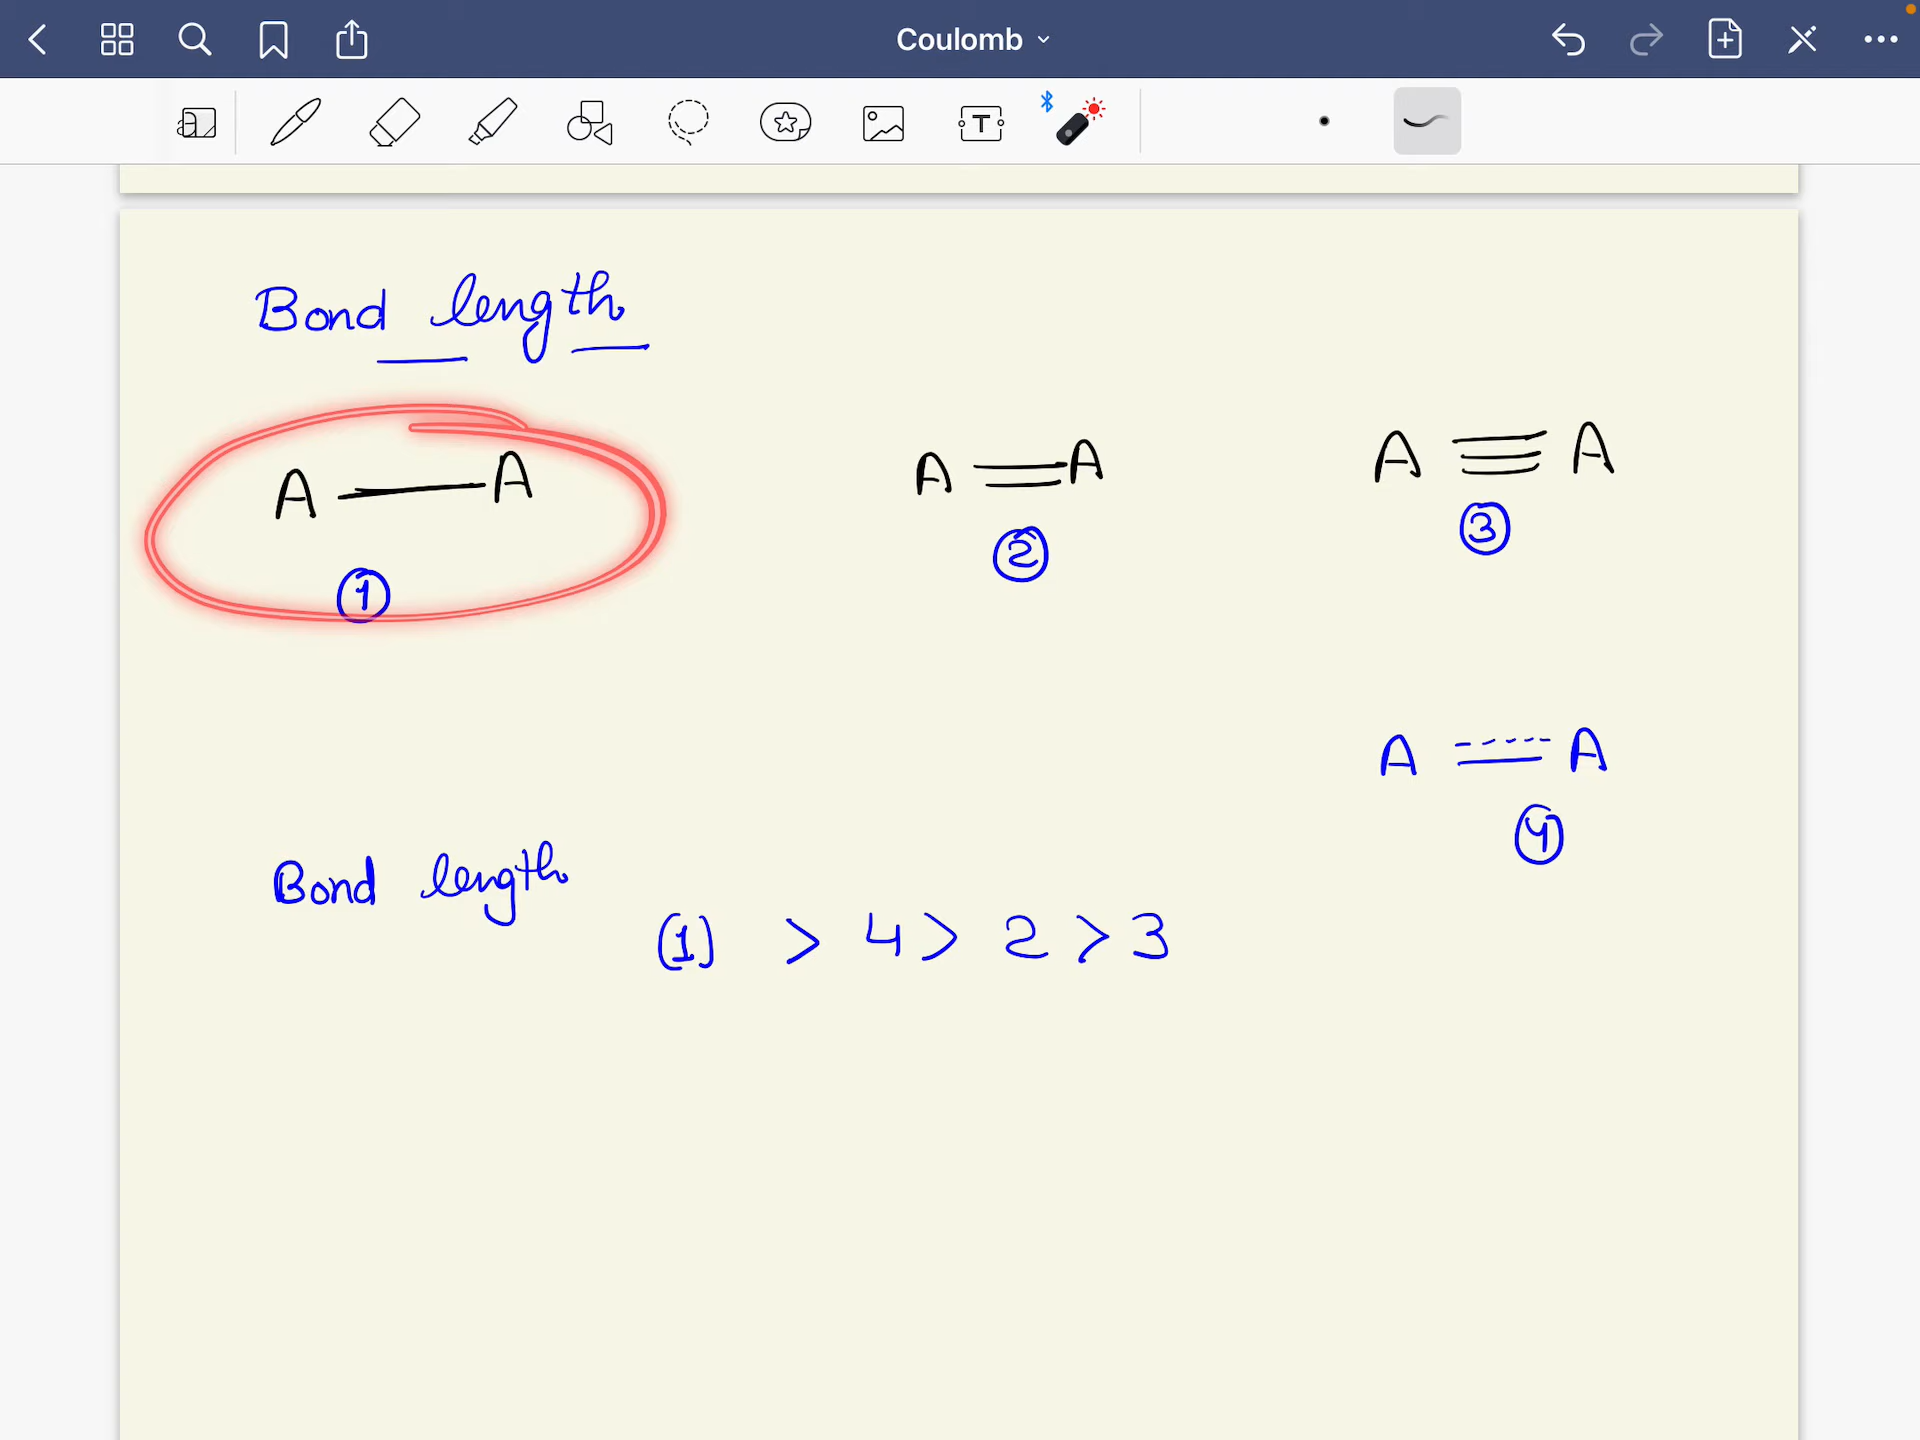 Coulomb
Bond length
A — A
A = A
A ≡ A
1
2
3
A A
4
Bond length
(1) > 4 > 2 > 3